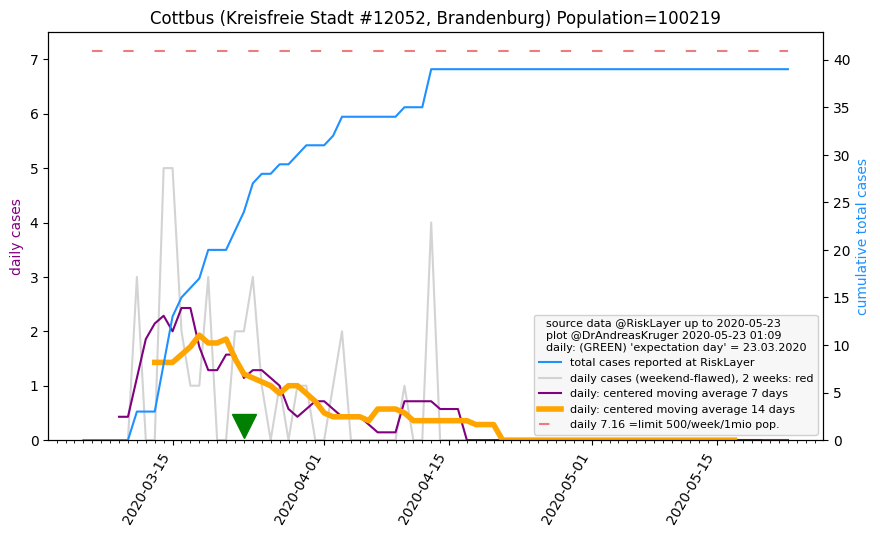 Cottbus (Kreisfreie Stadt #12052, Brandenburg) Population=100219
7
6
5
4
3
2
1
0
daily cases
40
35
30
25
20
15
10
5
0
cumulative total cases
source data @RiskLayer up to 2020-05-23
plot @DrAndreasKruger 2020-05-23 01:09
daily: (GREEN) 'expectation day' = 23.03.2020
total cases reported at RiskLayer
daily cases (weekend-flawed), 2 weeks: red
daily: centered moving average 7 days
daily: centered moving average 14 days
daily 7.16 =limit 500/week/1mio pop.
2020-03-15
2020-04-01
2020-04-15
2020-05-01
2020-05-15